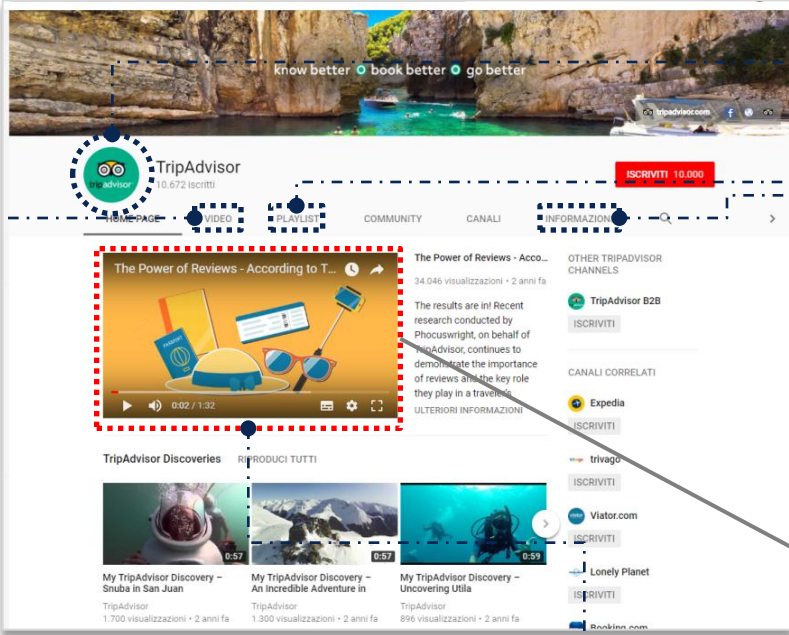 know better book better go better
tripadvisor.com
tripadvisor
TripAdvisor
10.672 iscritti
ISCRIVITI 10.000
HOME PAGE VIDEO PLAYLIST COMMUNITY CANALI INFORMAZIONI
The Power of Reviews - According to T...
PASSPORT
0:02 / 1:32
The Power of Reviews - Acco...
34.046 visualizzazioni • 2 anni fa
The results are in! Recent
research conducted by
Phocuswright, on behalf of
TripAdvisor, continues to
demonstrate the importance
of reviews and the key role
they play in a traveler's
ULTERIORI INFORMAZIONI
OTHER TRIPADVISOR
CHANNELS
TripAdvisor B2B
ISCRIVITI
CANALI CORRELATI
Expedia
ISCRIVITI
trivago
trivago
ISCRIVITI
Viator.com
ISCRIVITI
Lonely Planet
ISCRIVITI
Booking.com
TripAdvisor Discoveries RIPRODUCI TUTTI
0:57
0:57
0:59
My TripAdvisor Discovery –
Snuba in San Juan
TripAdvisor
1.700 visualizzazioni • 2 anni fa
My TripAdvisor Discovery –
An Incredible Adventure in
TripAdvisor
1.300 visualizzazioni • 2 anni fa
My TripAdvisor Discovery –
Uncovering Utila
TripAdvisor
896 visualizzazioni • 2 anni fa